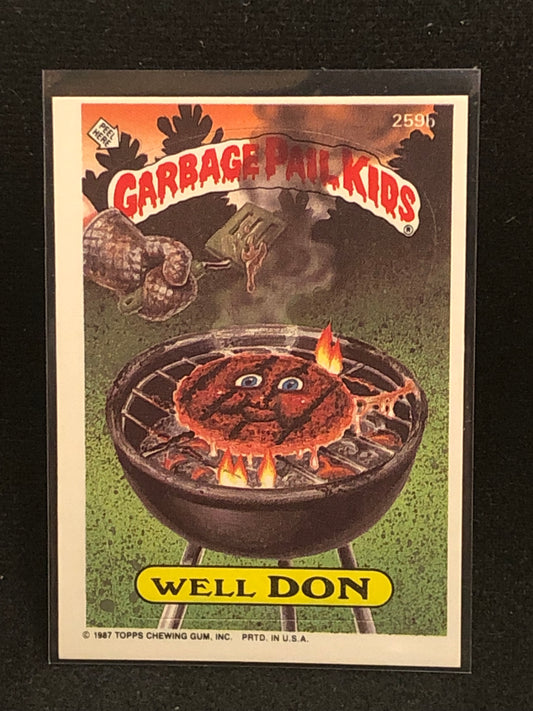 PEEL HERE
259b
GARBAGE PAIL KIDS
®
WELL DON
© 1987 TOPPS CHEWING GUM, INC. PRTD. IN U.S.A.